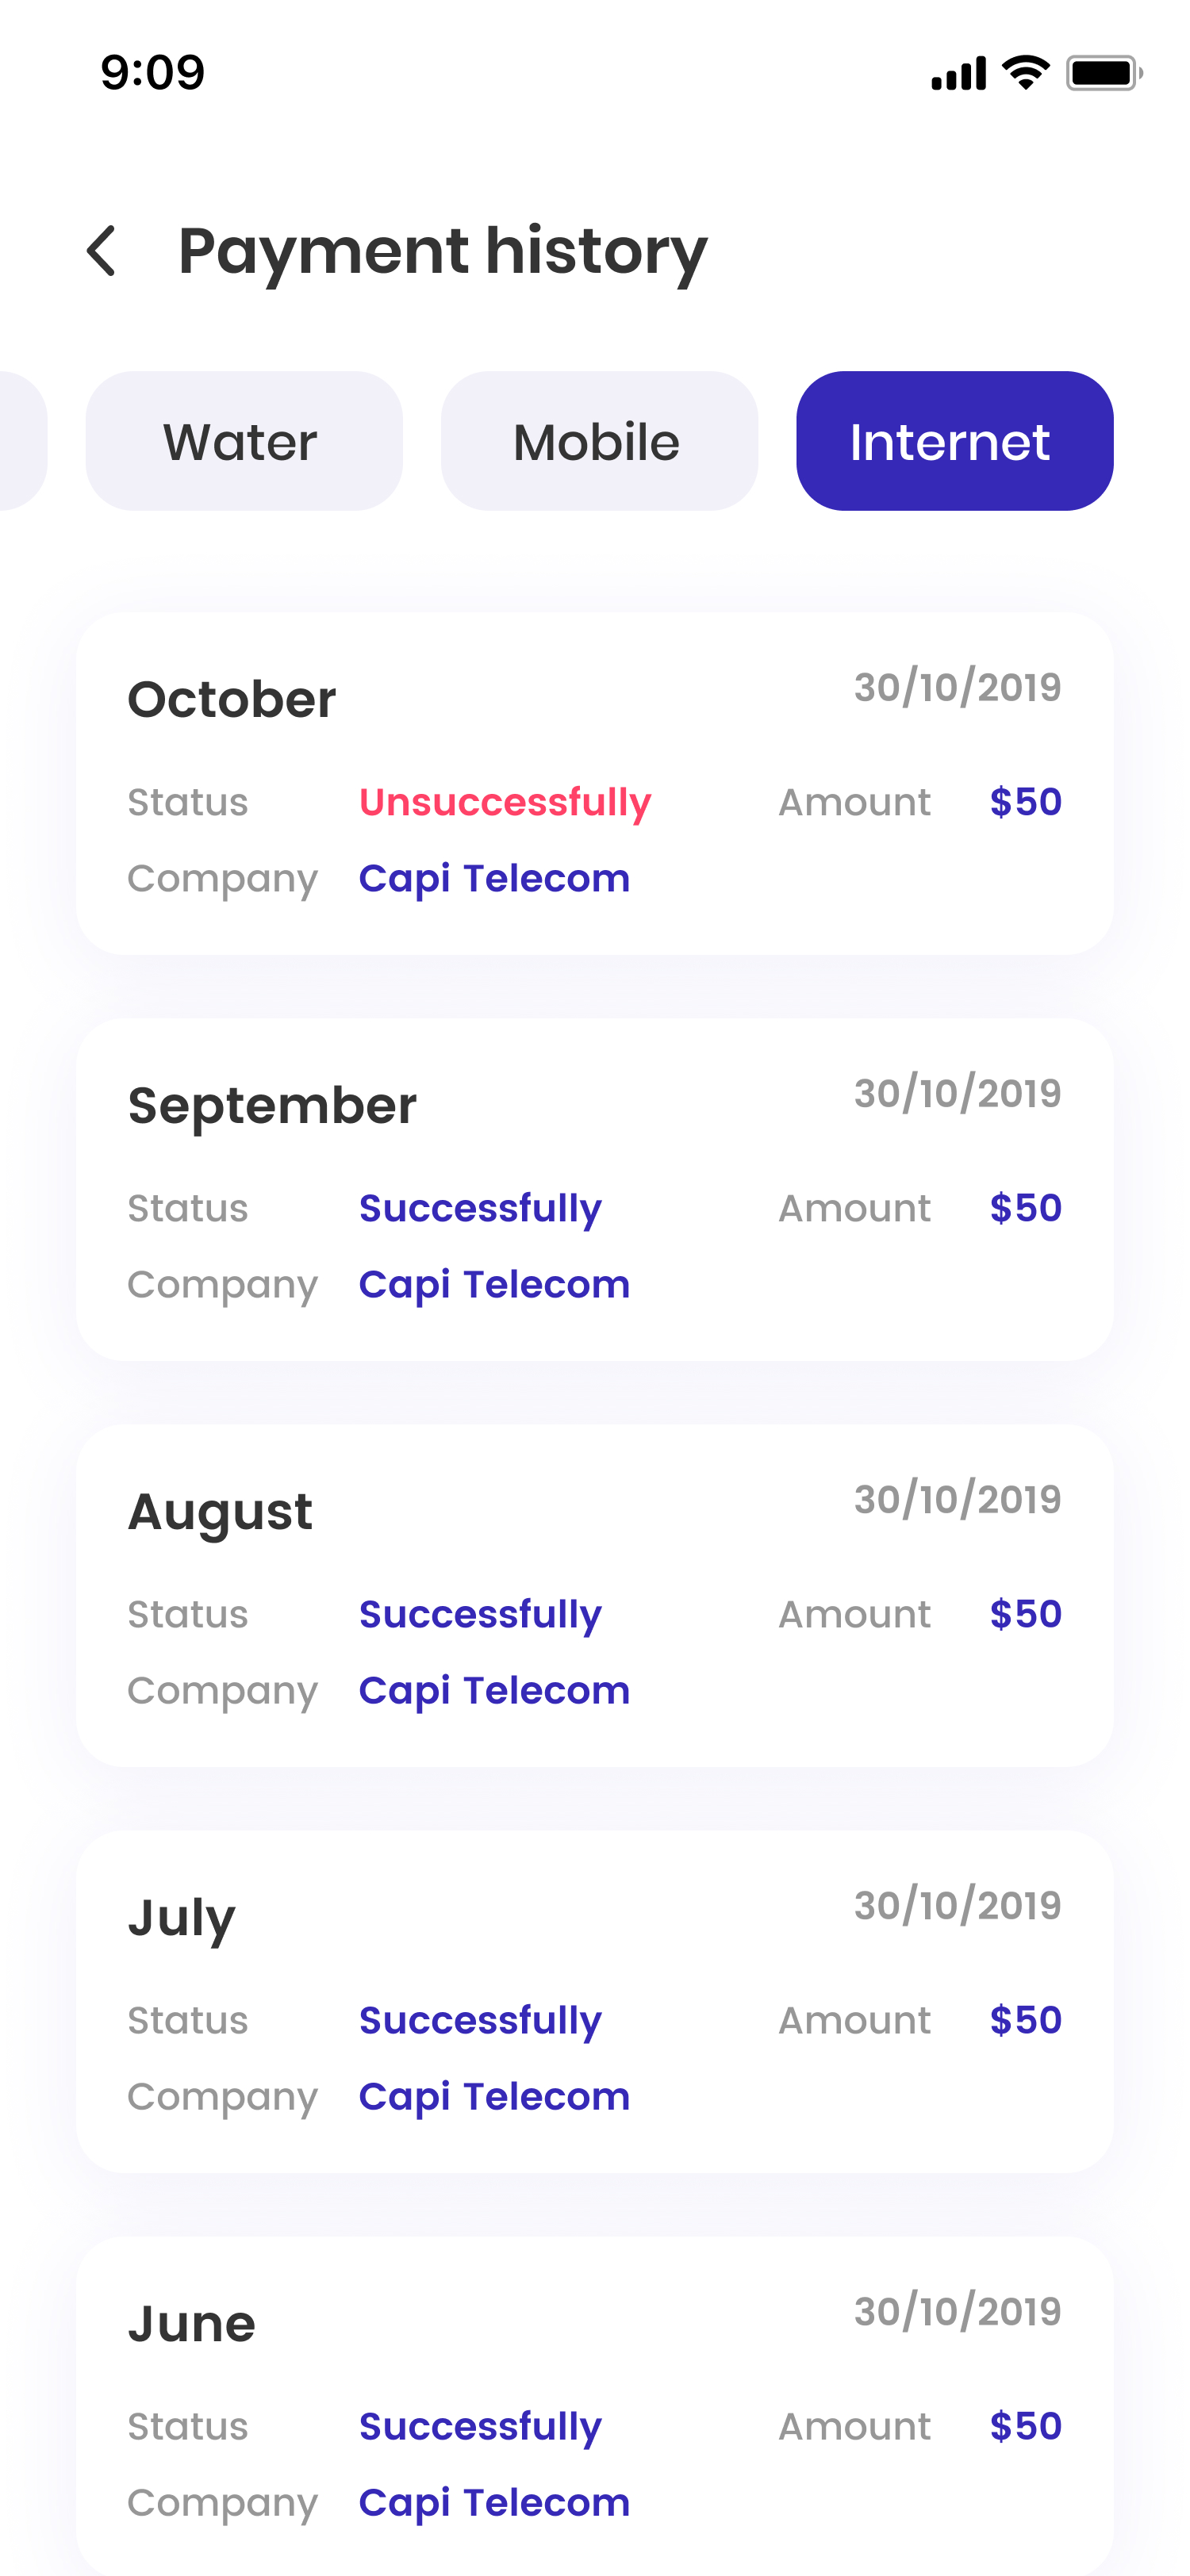 9:09
Payment history
Water Mobile Internet
October 30/10/2019
Status Unsuccessfully Amount $50
Company Capi Telecom
September 30/10/2019
Status Successfully Amount $50
Company Capi Telecom
August 30/10/2019
Status Successfully Amount $50
Company Capi Telecom
July 30/10/2019
Status Successfully Amount $50
Company Capi Telecom
June 30/10/2019
Status Successfully Amount $50
Company Capi Telecom